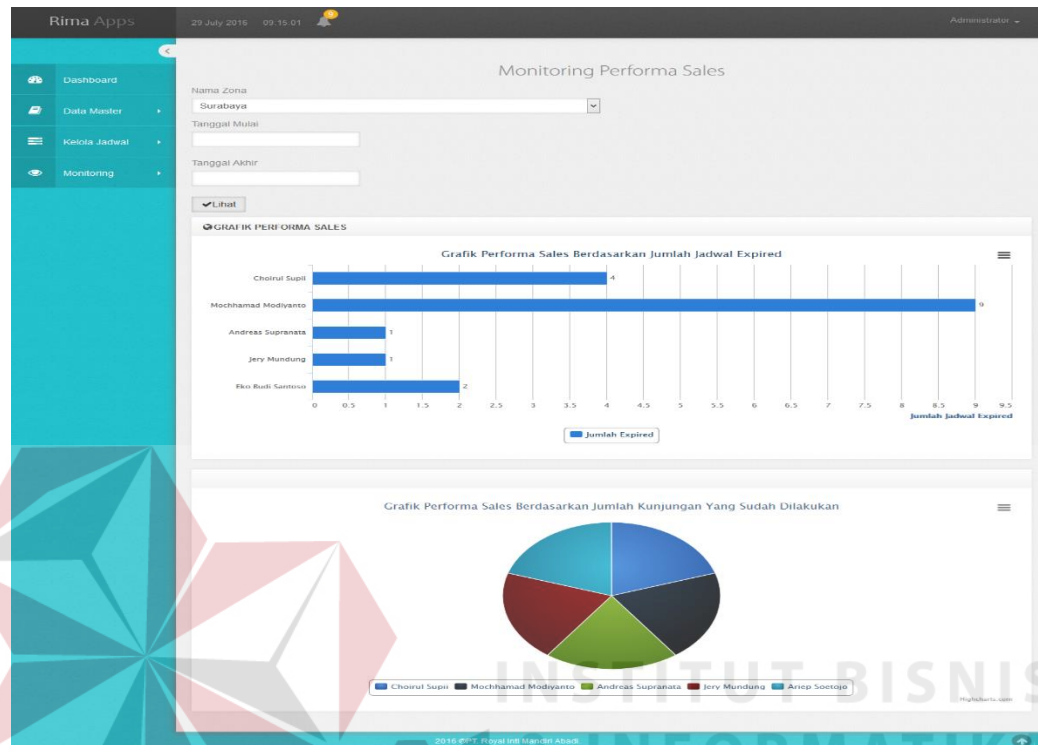 Rima Apps
29 July 2016 09:15:01
9
Administrator
Dashboard
Data Master
Kelola Jadwal
Monitoring
Monitoring Performa Sales
Nama Zona
Surabaya
Tanggal Mulai
Tanggal Akhir
Lihat
GRAFIK PERFORMA SALES
Grafik Performa Sales Berdasarkan Jumlah Jadwal Expired
Choirul Supii 4
Mochhamad Modiyanto 9
Andreas Supranata 1
Jery Mundung 1
Eko Budi Santoso 2
0 0.5 1 1.5 2 2.5 3 3.5 4 4.5 5 5.5 6 6.5 7 7.5 8 8.5 9 9.5
Jumlah Jadwal Expired
Jumlah Expired
Grafik Performa Sales Berdasarkan Jumlah Kunjungan Yang Sudah Dilakukan
INSTITUT BISNIS
Choirul Supii Mochhamad Modiyanto Andreas Supranata Jery Mundung Ariep Soetojo
Highcharts.com
2016 ©PT. Royal Inti Mandiri Abadi.
INFORMATIKA